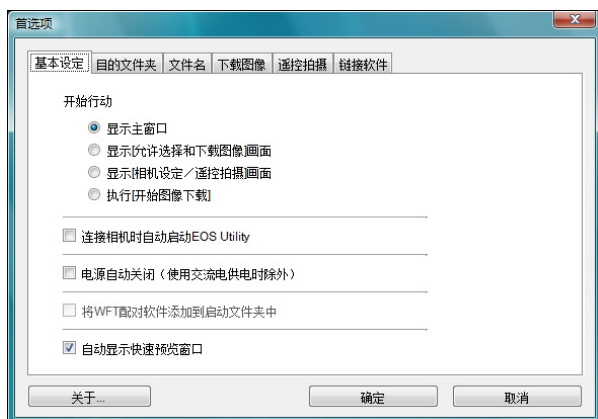 首选项
基本设定 目的文件夹 文件名 下载图像 遥控拍摄 链接软件
开始行动
显示主窗口
显示[允许选择和下载图像]画面
显示[相机设定／遥控拍摄]画面
执行[开始图像下载]
连接相机时自动启动EOS Utility
电源自动关闭（使用交流电供电时除外）
将WFT配对软件添加到启动文件夹中
自动显示快速预览窗口
关于... 确定 取消